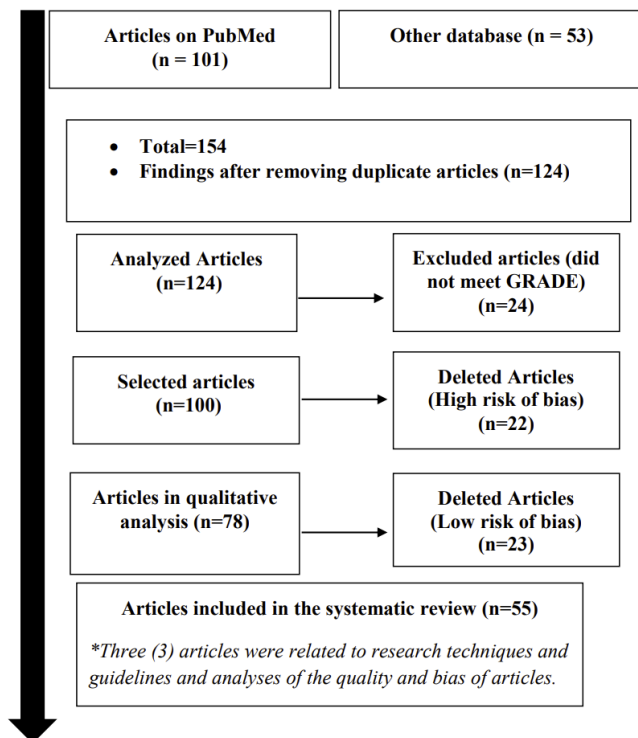 Articles on PubMed
(n = 101)
Other database (n = 53)
• Total=154
• Findings after removing duplicate articles (n=124)
Analyzed Articles
(n=124)
Excluded articles (did
not meet GRADE)
(n=24)
Selected articles
(n=100)
Deleted Articles
(High risk of bias)
(n=22)
Articles in qualitative
analysis (n=78)
Deleted Articles
(Low risk of bias)
(n=23)
Articles included in the systematic review (n=55)
*Three (3) articles were related to research techniques and
guidelines and analyses of the quality and bias of articles.